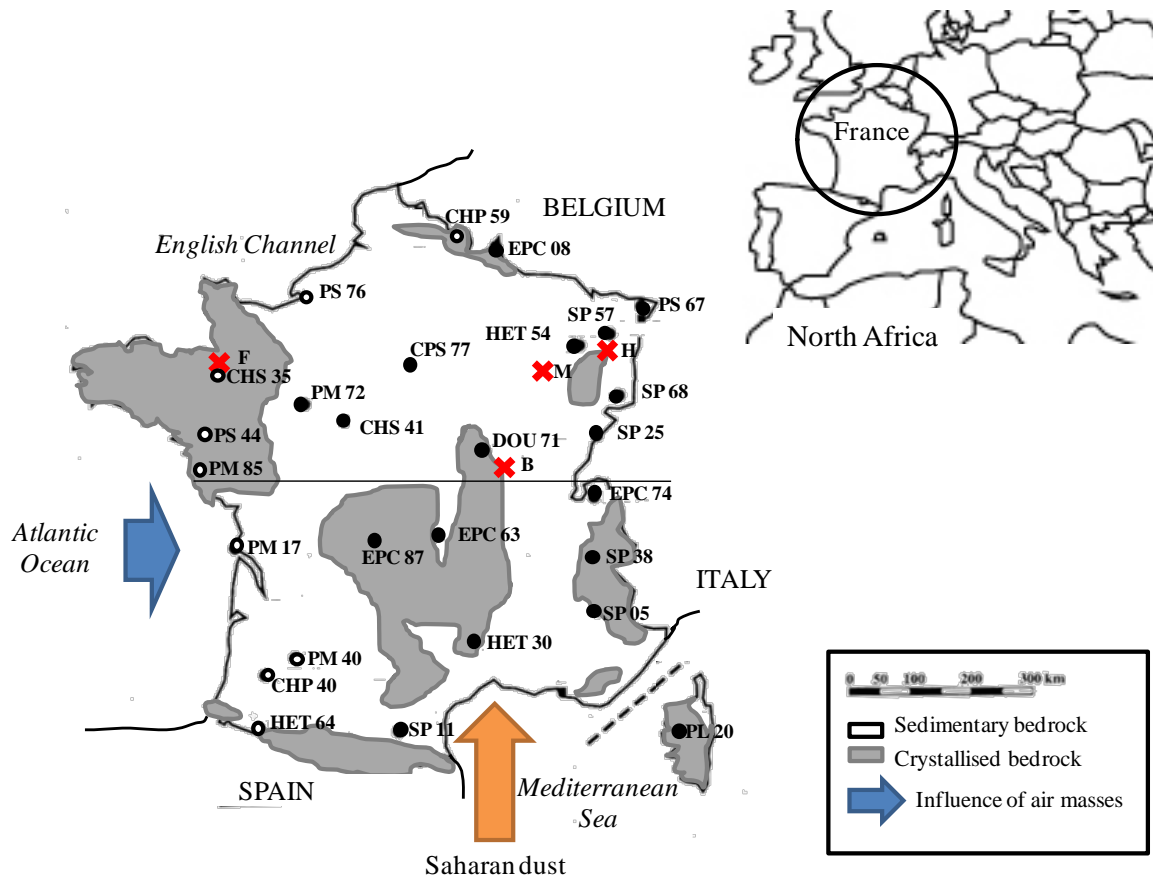 France
North Africa
BELGIUM
CHP 59
English Channel
EPC 08
PS 76
PS 67
SP 57
HET 54
H
F
CPS 77
M
CHS 35
PM 72
SP 68
CHS 41
PS 44
SP 25
DOU 71
B
PM 85
EPC 74
Atlantic
Ocean
PM 17
EPC 63
EPC 87
SP 38
ITALY
SP 05
HET 30
PM 40
CHP 40
HET 64
SP 11
PL 20
SPAIN
Mediterranean
Sea
Saharan dust
0 50 100 200 300 km
Sedimentary bedrock
Crystallised bedrock
Influence of air masses